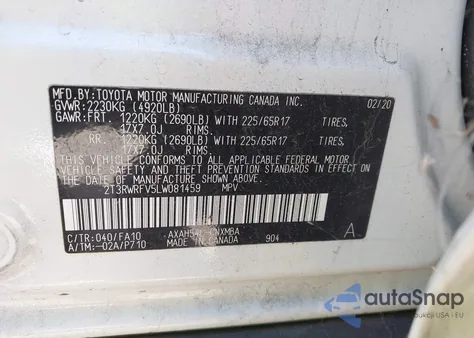 MFD.BY:TOYOTA MOTOR MANUFACTURING CANADA INC. 02/20
GVWR:2230KG (4920LB)
GAWR:FRT. 1220KG (2690LB) WITH 225/65R17 TIRES.
17X7.0J RIMS.
RR. 1220KG (2690LB) WITH 225/65R17 TIRES.
17X7.0J RIMS.
THIS VEHICLE CONFORMS TO ALL APPLICABLE FEDERAL MOTOR
VEHICLE SAFETY AND THEFT PREVENTION STANDARDS IN
EFFECT ON THE DATE OF MANUFACTURE SHOWN ABOVE.
2T3RWRFV5LW081459 MPV
C/TR:040/FA10
A/TM:-02A/P710 MADE IN CANADA 904 A
autoSnap
aukcji USA i EU